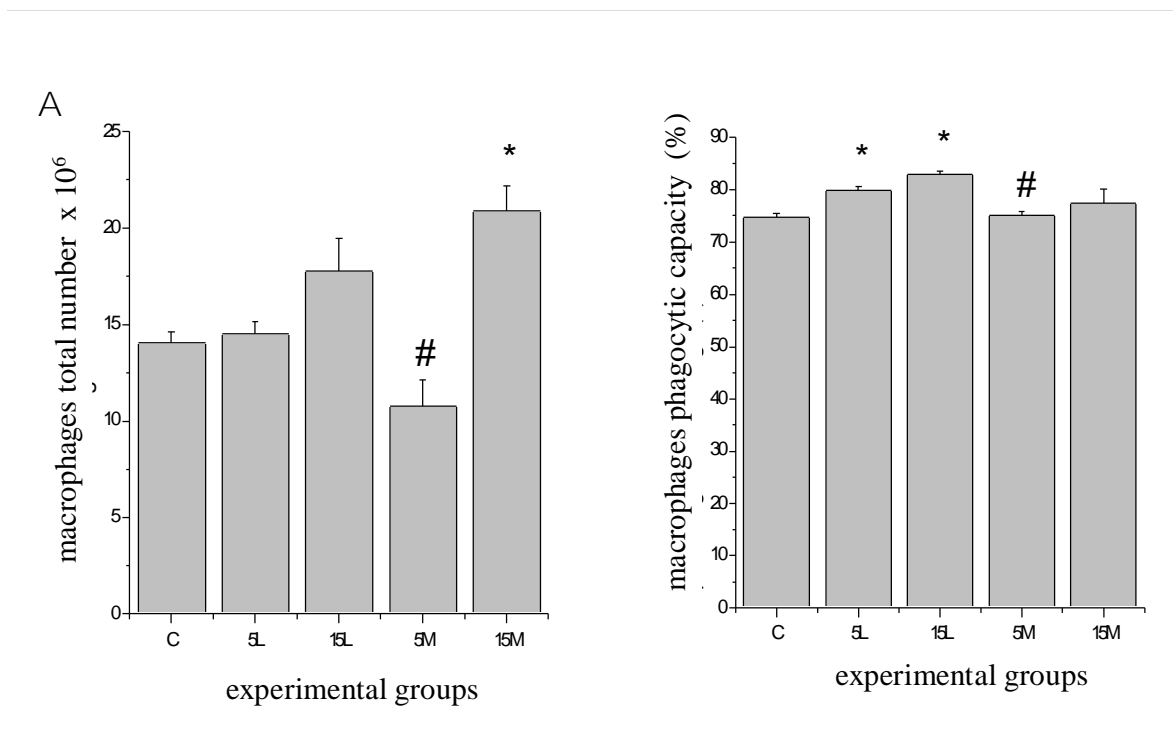 A
macrophages total number x 10⁶
25
20
15
10
5
0
*
#
C 5L 15L 5M 15M
experimental groups
macrophages phagocytic capacity (%)
90
80
70
60
50
40
30
20
10
0
* *
#
C 5L 15L 5M 15M
experimental groups